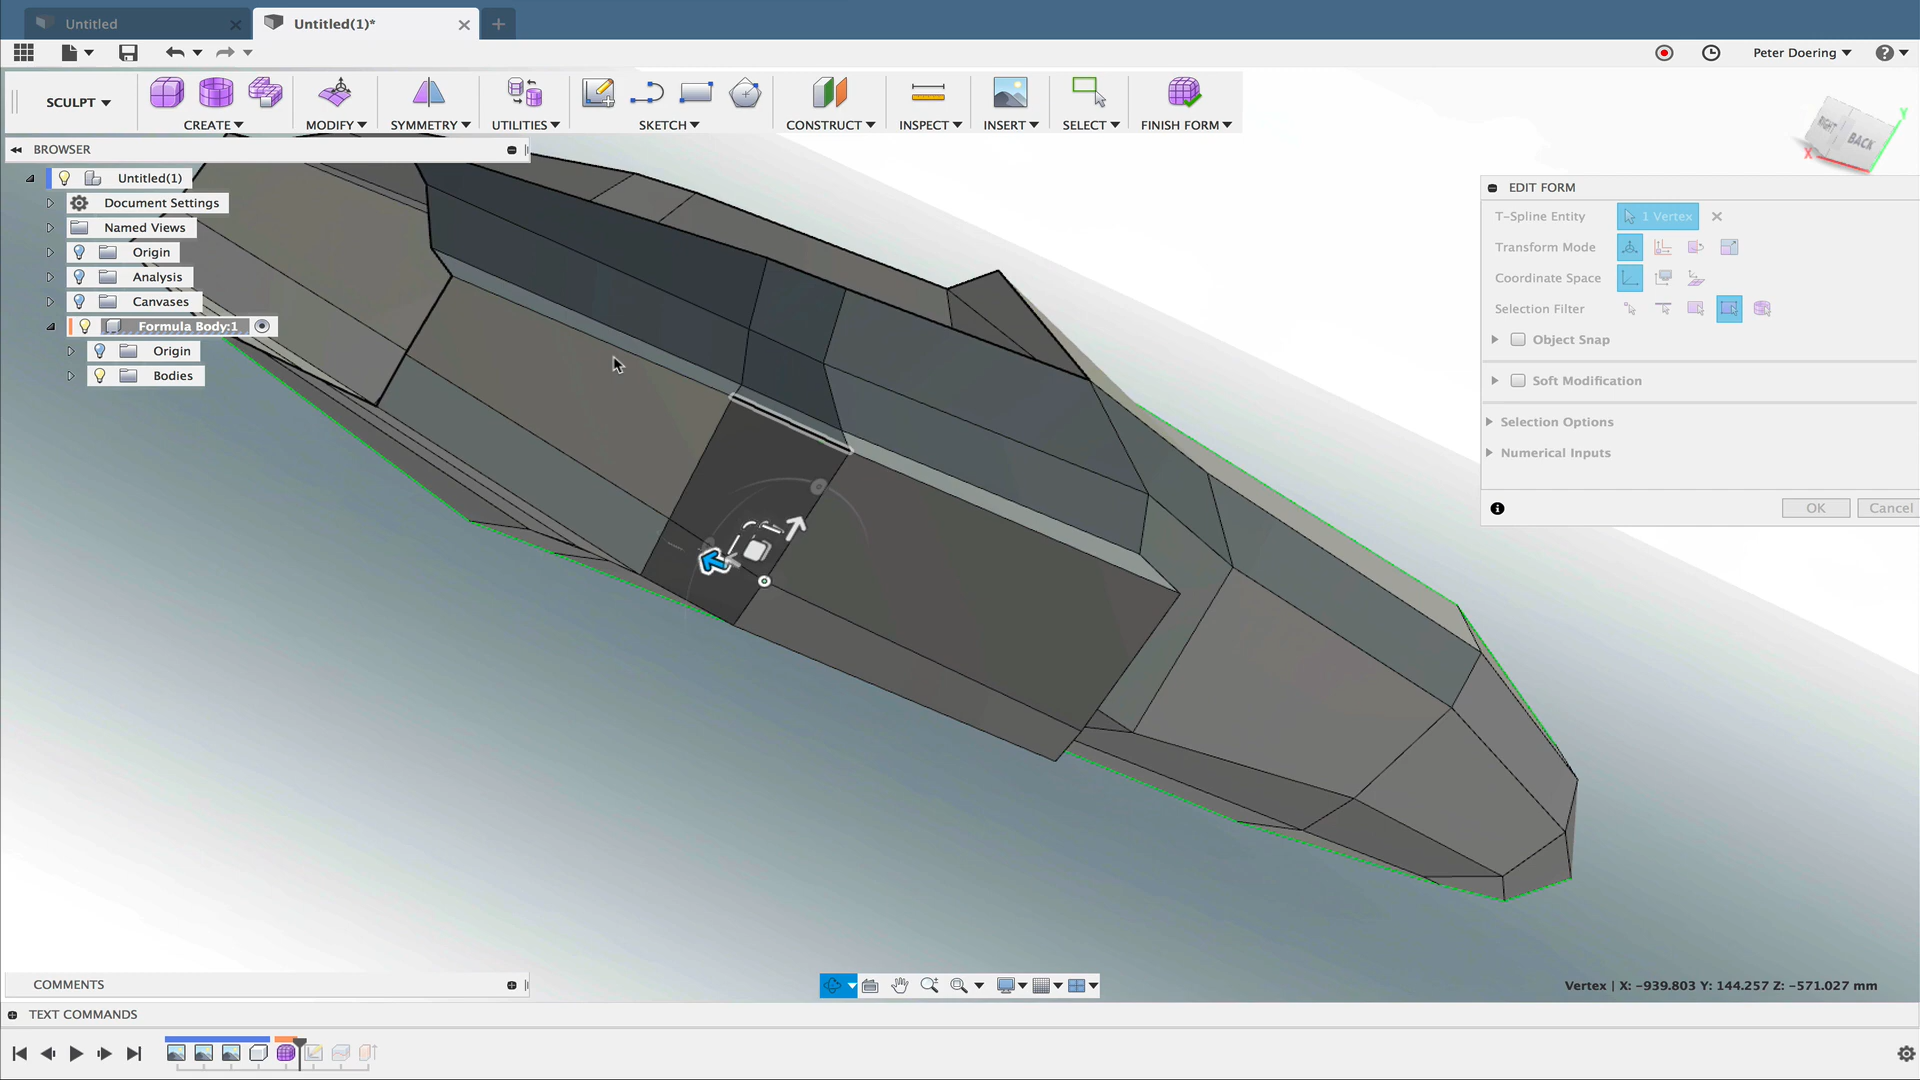 Untitled
Untitled(1)*
Peter Doering
SCULPT
CREATE
MODIFY
SYMMETRY
UTILITIES
SKETCH
CONSTRUCT
INSPECT
INSERT
SELECT
FINISH FORM
RIGHT
BACK
Y
X
BROWSER
Untitled(1)
Document Settings
Named Views
Origin
Analysis
Canvases
Formula Body:1
Origin
Bodies
EDIT FORM
T-Spline Entity
1 Vertex
Transform Mode
Coordinate Space
Selection Filter
Object Snap
Soft Modification
Selection Options
Numerical Inputs
OK
Cancel
COMMENTS
Vertex | X: -939.803 Y: 144.257 Z: -571.027 mm
TEXT COMMANDS